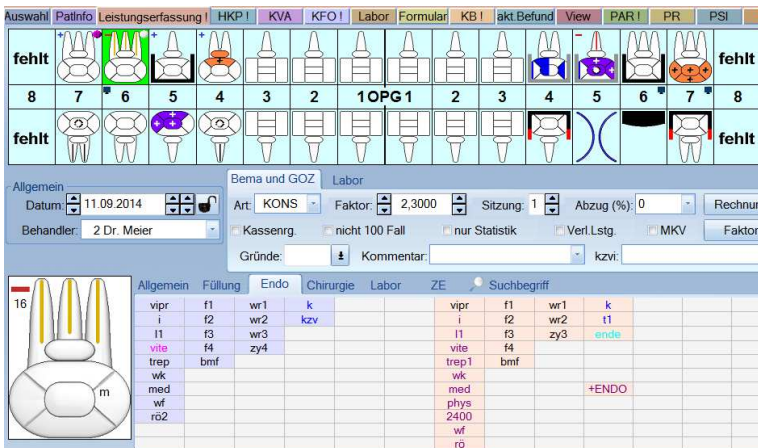 Auswahl PatInfo Leistungserfassung ! HKP ! KVA KFO ! Labor Formular KB ! akt.Befund View PAR ! PR PSI
fehlt fehlt
8 7 6 5 4 3 2 1 OPG 1 2 3 4 5 6 7 8
fehlt fehlt
Allgemein
Datum: 11.09.2014
Behandler: 2 Dr. Meier
Bema und GOZ Labor
Art: KONS Faktor: 2,3000 Sitzung: 1 Abzug (%): 0 Rechnun
Kassenrg. nicht 100 Fall nur Statistik Verl.Lstg. MKV Faktor
Gründe: Kommentar: kzvi:
16
m
Allgemein Füllung Endo Chirurgie Labor ZE Suchbegriff
vipr f1 wr1 k vipr f1 wr1 k
i f2 wr2 kzv i f2 wr2 t1
l1 f3 wr3 l1 f3 zy3 ende
vite f4 zy4 vite f4
trep bmf trep1 bmf
wk wk
med med +ENDO
wf phys
rö2 2400
wf
rö